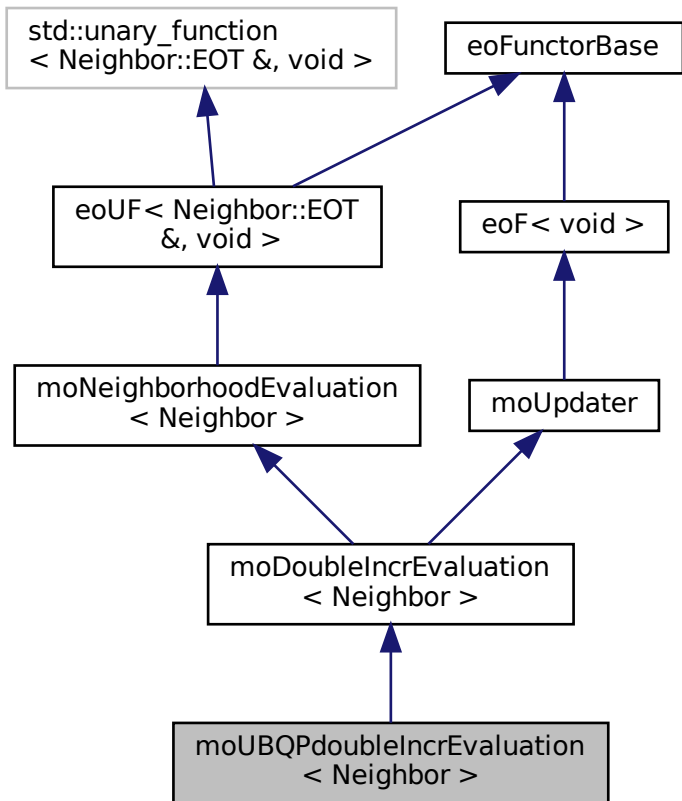 std::unary_function
< Neighbor::EOT &, void >
eoFunctorBase
eoUF< Neighbor::EOT
&, void >
eoF< void >
moNeighborhoodEvaluation
< Neighbor >
moUpdater
moDoubleIncrEvaluation
< Neighbor >
moUBQPdoubleIncrEvaluation
< Neighbor >